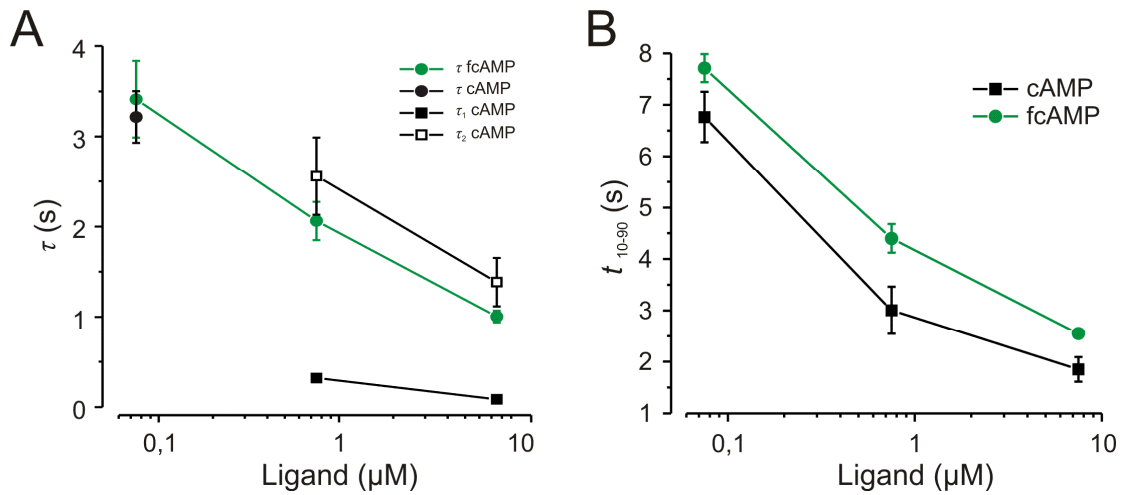 A
4
3
2
1
0
τ (s)
0,1
1
10
Ligand (µM)
τ fcAMP
τ cAMP
τ1 cAMP
τ2 cAMP
B
8
7
6
5
4
3
2
1
t 10-90 (s)
0,1
1
10
Ligand (µM)
cAMP
fcAMP